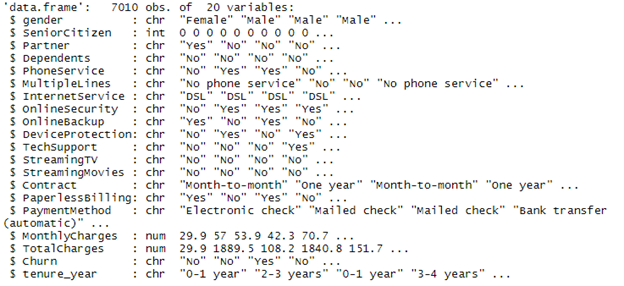 'data.frame':   7010 obs. of  20 variables:
 $ gender          : chr  "Female" "Male" "Male" "Male" ...
 $ SeniorCitizen   : int  0 0 0 0 0 0 0 0 0 0 ...
 $ Partner         : chr  "Yes" "No" "No" "No" ...
 $ Dependents      : chr  "No" "No" "No" "No" ...
 $ PhoneService    : chr  "No" "Yes" "Yes" "No" ...
 $ MultipleLines   : chr  "No phone service" "No" "No" "No phone service" ...
 $ InternetService : chr  "DSL" "DSL" "DSL" "DSL" ...
 $ OnlineSecurity  : chr  "No" "Yes" "Yes" "Yes" ...
 $ OnlineBackup    : chr  "Yes" "No" "Yes" "No" ...
 $ DeviceProtection: chr  "No" "Yes" "No" "Yes" ...
 $ TechSupport     : chr  "No" "No" "No" "Yes" ...
 $ StreamingTV     : chr  "No" "No" "No" "No" ...
 $ StreamingMovies : chr  "No" "No" "No" "No" ...
 $ Contract        : chr  "Month-to-month" "One year" "Month-to-month" "One year" ...
 $ PaperlessBilling: chr  "Yes" "No" "Yes" "No" ...
 $ PaymentMethod   : chr  "Electronic check" "Mailed check" "Mailed check" "Bank transfer
(automatic)" ...
 $ MonthlyCharges  : num  29.9 57 53.9 42.3 70.7 ...
 $ TotalCharges    : num  29.9 1889.5 108.2 1840.8 151.7 ...
 $ Churn           : chr  "No" "No" "Yes" "No" ...
 $ tenure_year     : chr  "0-1 year" "2-3 years" "0-1 year" "3-4 years" ...